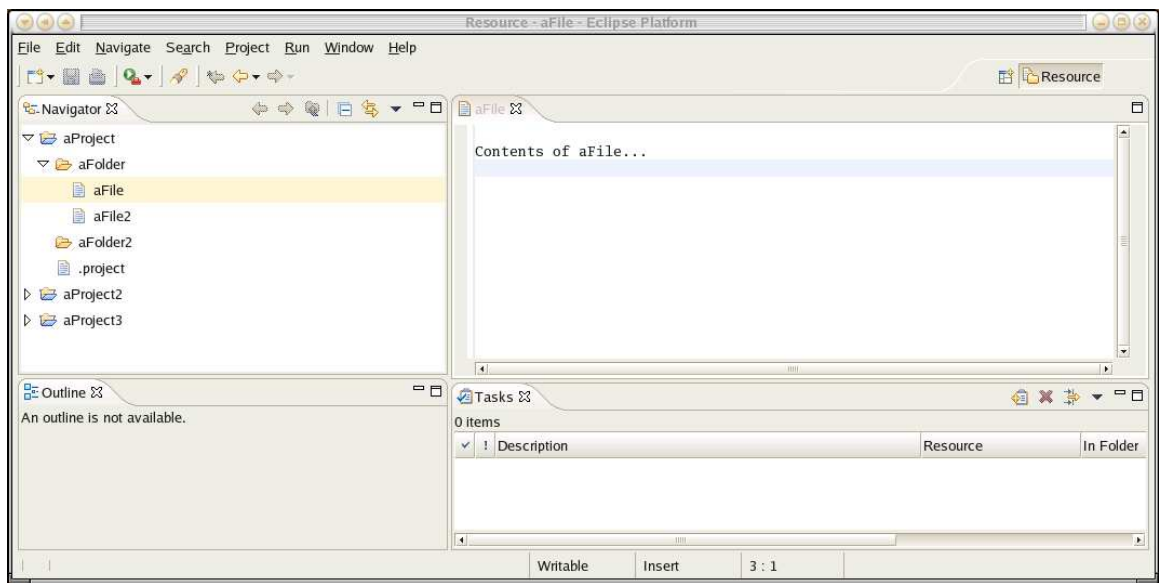 Resource - aFile - Eclipse Platform
File Edit Navigate Search Project Run Window Help
Resource
Navigator
aProject
aFolder
aFile
aFile2
aFolder2
.project
aProject2
aProject3
aFile
Contents of aFile...
Outline
An outline is not available.
Tasks
0 items
! Description Resource In Folder
Writable Insert 3 : 1